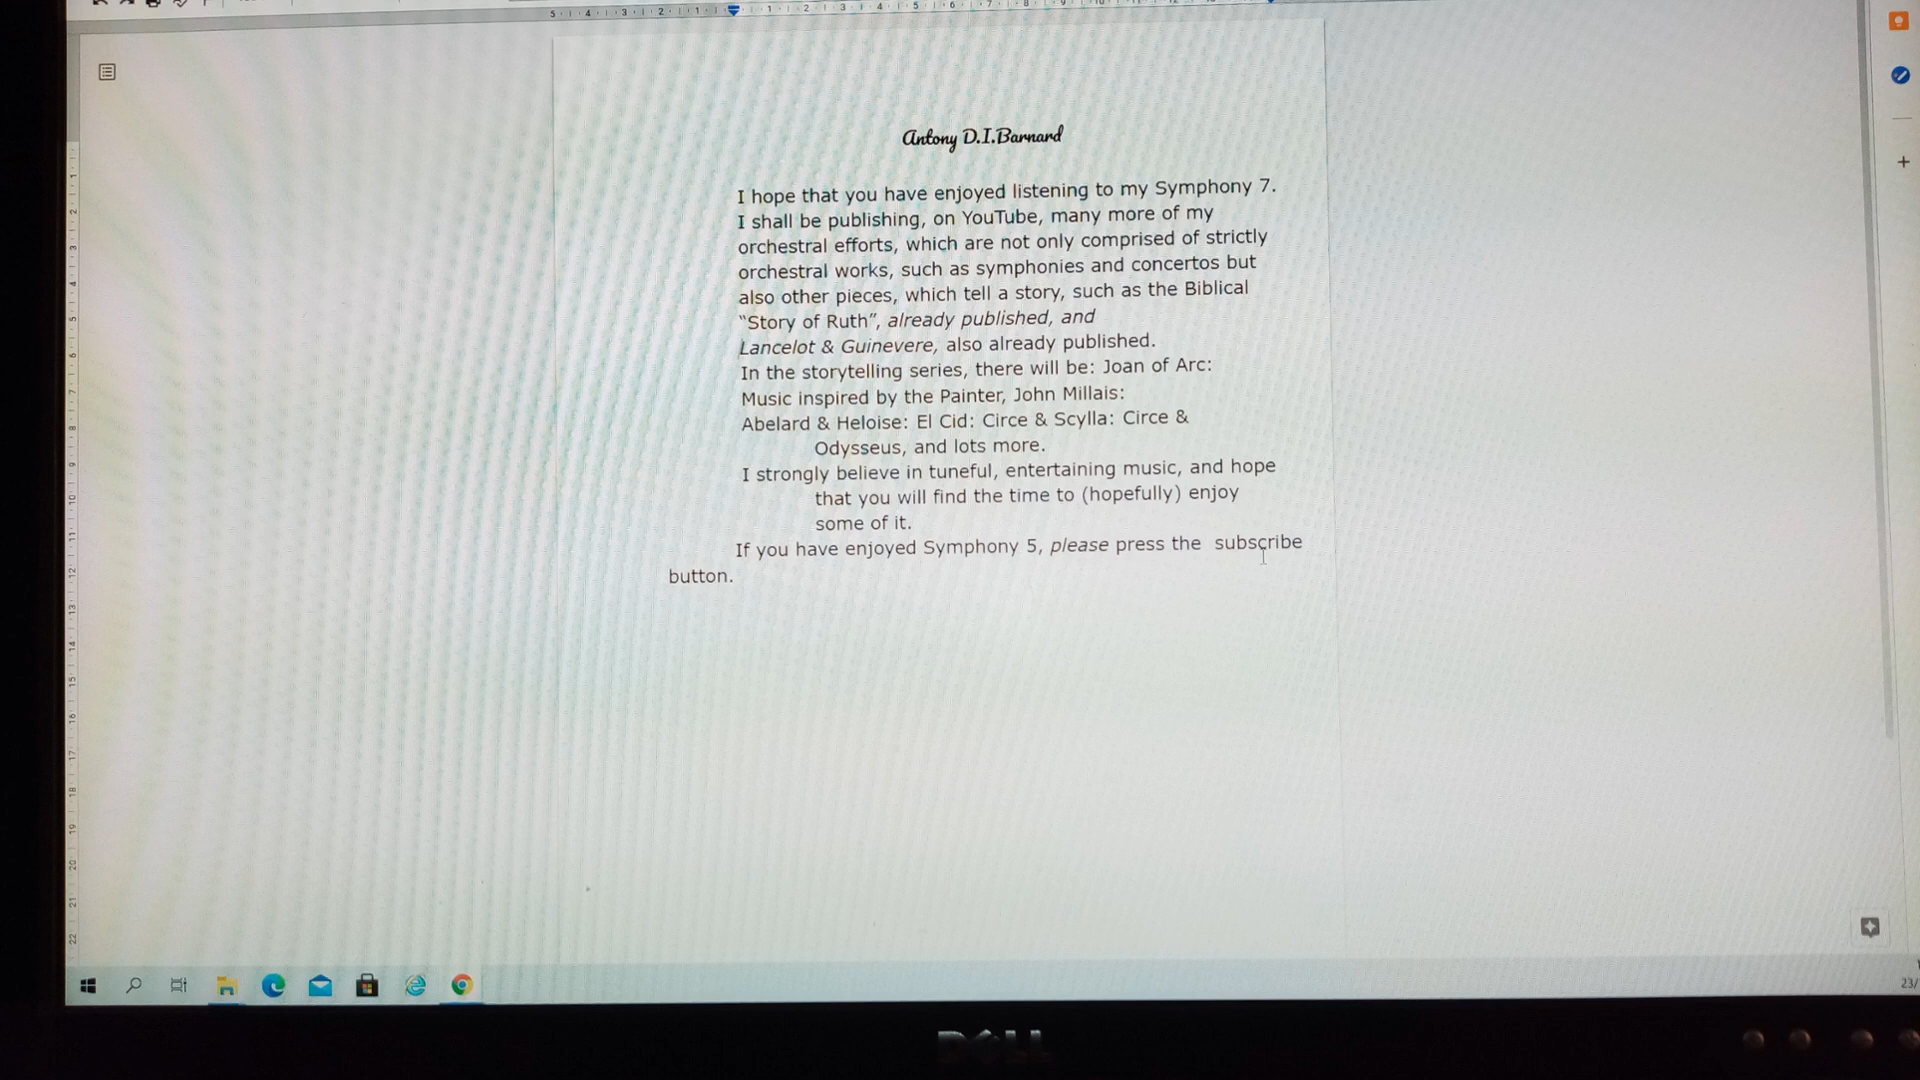 Antony D.I.Barnard
I hope that you have enjoyed listening to my Symphony 7.
I shall be publishing, on YouTube, many more of my
orchestral efforts, which are not only comprised of strictly
orchestral works, such as symphonies and concertos but
also other pieces, which tell a story, such as the Biblical
“Story of Ruth”, already published, and
Lancelot & Guinevere, also already published.
In the storytelling series, there will be: Joan of Arc:
Music inspired by the Painter, John Millais:
Abelard & Heloise: El Cid: Circe & Scylla: Circe &
Odysseus, and lots more.
I strongly believe in tuneful, entertaining music, and hope
that you will find the time to (hopefully) enjoy
some of it.
If you have enjoyed Symphony 5, please press the  subscribe
button.
23/
DELL